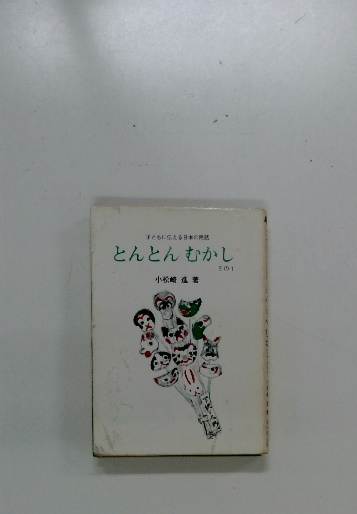 子どもに伝える日本の民話
とんとん むかし
その1
小松崎 進 著